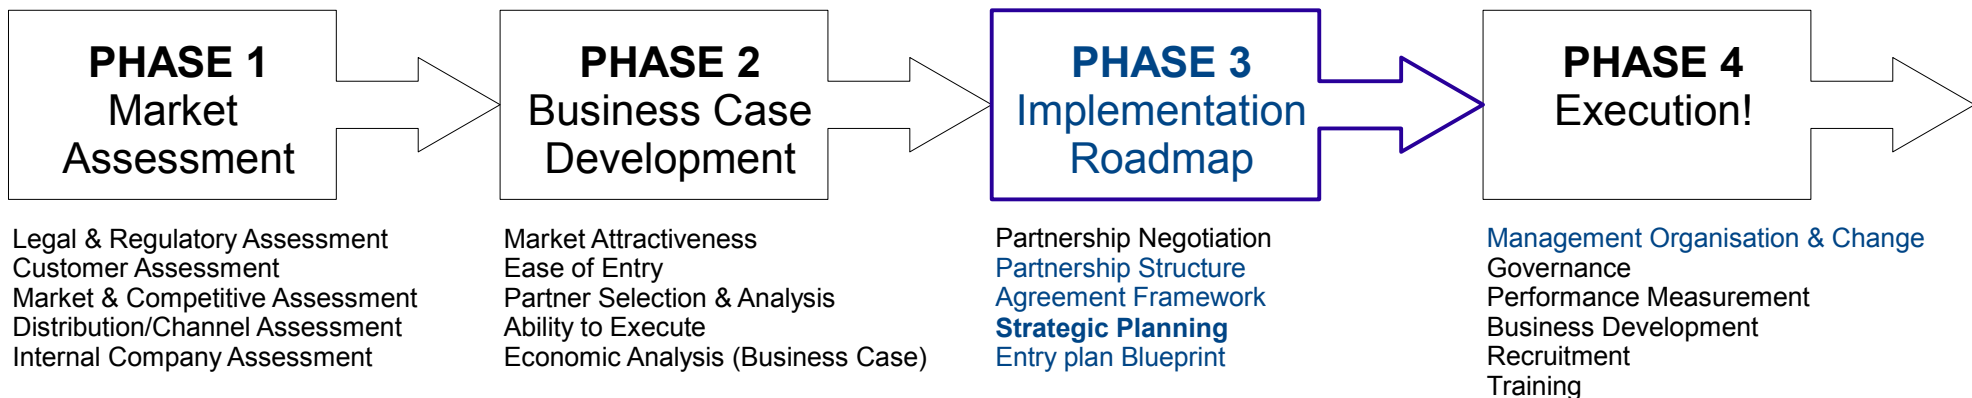 PHASE 1
Market
Assessment
Legal & Regulatory Assessment
Customer Assessment
Market & Competitive Assessment
Distribution/Channel Assessment
Internal Company Assessment
PHASE 2
Business Case
Development
Market Attractiveness
Ease of Entry
Partner Selection & Analysis
Ability to Execute
Economic Analysis (Business Case)
PHASE 3
Implementation
Roadmap
Partnership Negotiation
Partnership Structure
Agreement Framework
Strategic Planning
Entry plan Blueprint
PHASE 4
Execution!
Management Organisation & Change
Governance
Performance Measurement
Business Development
Recruitment
Training